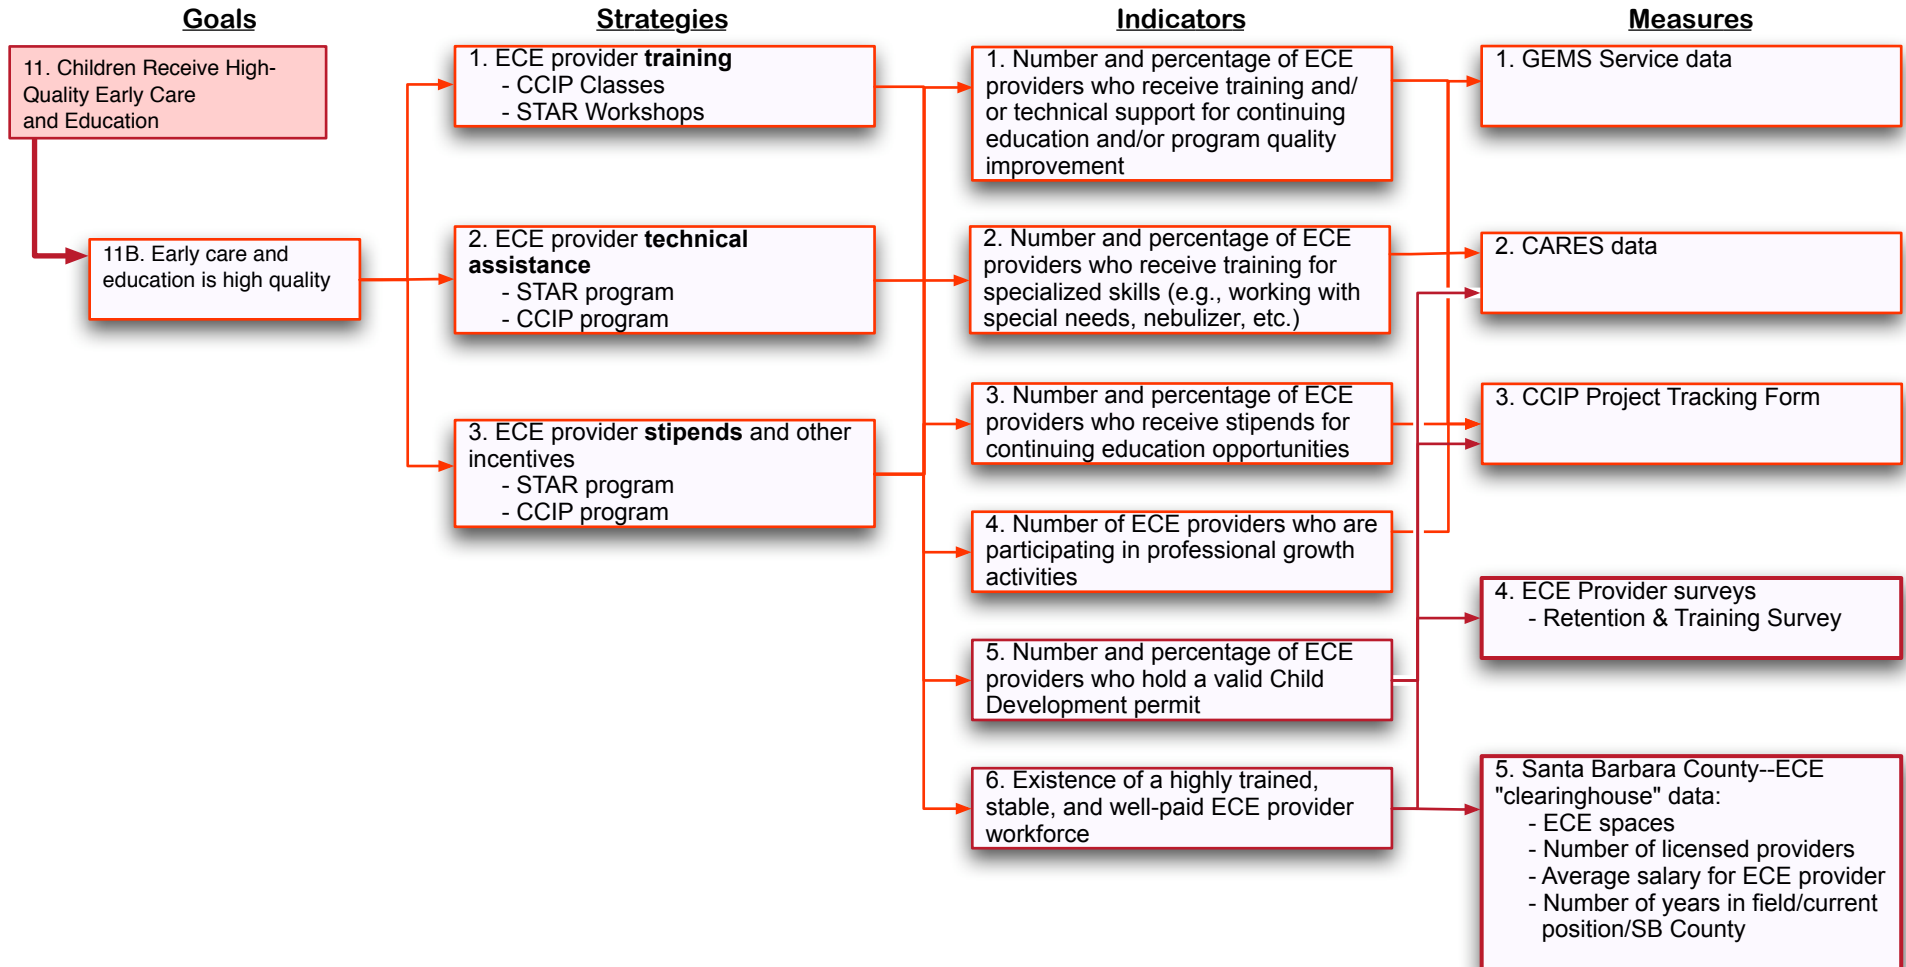 Goals
Strategies
Indicators
Measures
11. Children Receive High-
Quality Early Care
and Education
11B. Early care and
education is high quality
1. ECE provider training
- CCIP Classes
- STAR Workshops
2. ECE provider technical
assistance
- STAR program
- CCIP program
3. ECE provider stipends and other
incentives
- STAR program
- CCIP program
1. Number and percentage of ECE
providers who receive training and/
or technical support for continuing
education and/or program quality
improvement
2. Number and percentage of ECE
providers who receive training for
specialized skills (e.g., working with
special needs, nebulizer, etc.)
3. Number and percentage of ECE
providers who receive stipends for
continuing education opportunities
4. Number of ECE providers who are
participating in professional growth
activities
5. Number and percentage of ECE
providers who hold a valid Child
Development permit
6. Existence of a highly trained,
stable, and well-paid ECE provider
workforce
1. GEMS Service data
2. CARES data
3. CCIP Project Tracking Form
4. ECE Provider surveys
- Retention & Training Survey
5. Santa Barbara County--ECE
"clearinghouse" data:
- ECE spaces
- Number of licensed providers
- Average salary for ECE provider
- Number of years in field/current
position/SB County